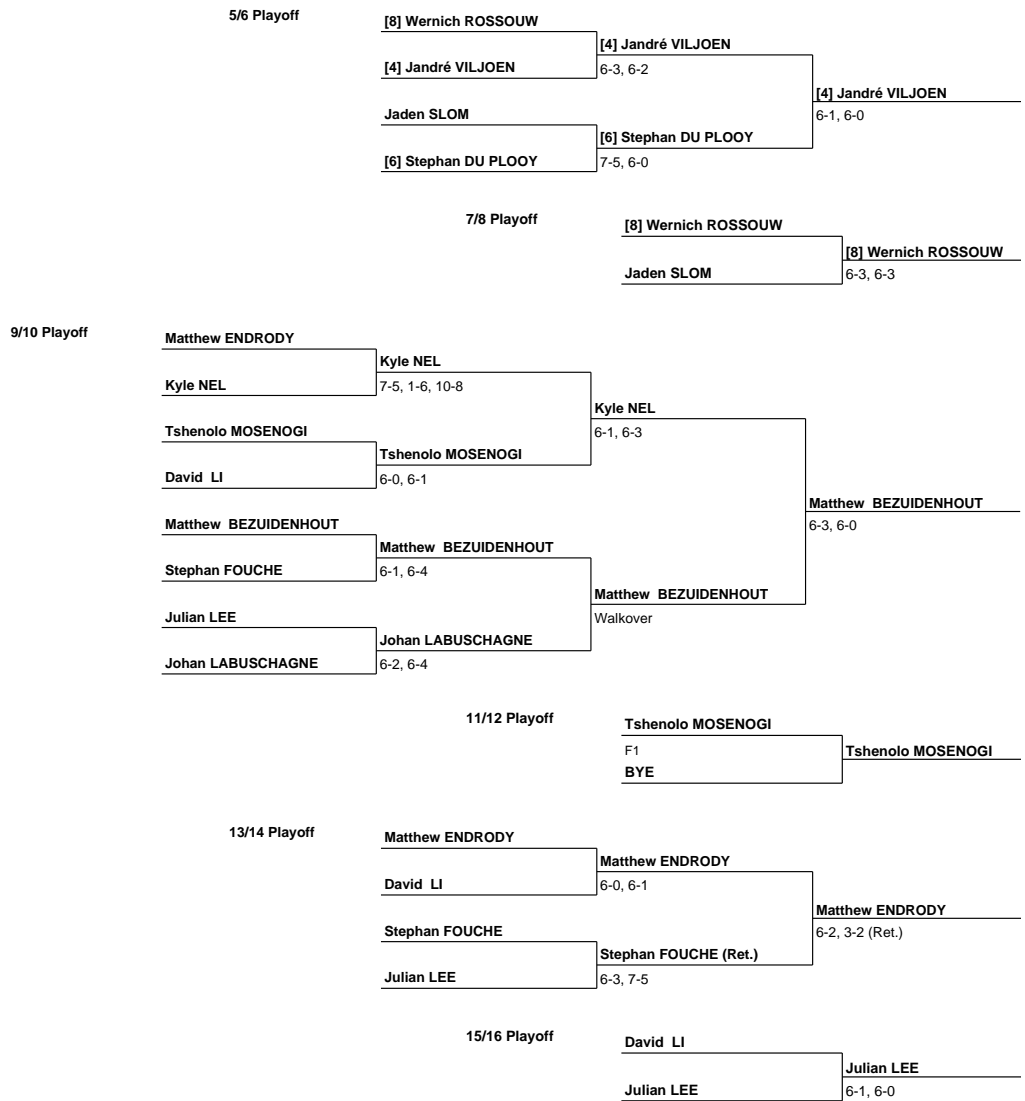 5/6 Playoff
[8] Wernich ROSSOUW
[4] Jandré VILJOEN
[4] Jandré VILJOEN
6-3, 6-2
[4] Jandré VILJOEN
6-1, 6-0
Jaden SLOM
[6] Stephan DU PLOOY
[6] Stephan DU PLOOY
7-5, 6-0
7/8 Playoff
[8] Wernich ROSSOUW
[8] Wernich ROSSOUW
Jaden SLOM
6-3, 6-3
9/10 Playoff
Matthew ENDRODY
Kyle NEL
Kyle NEL
7-5, 1-6, 10-8
Kyle NEL
6-1, 6-3
Tshenolo MOSENOGI
Tshenolo MOSENOGI
David  LI
6-0, 6-1
Matthew  BEZUIDENHOUT
6-3, 6-0
Matthew  BEZUIDENHOUT
Matthew  BEZUIDENHOUT
Stephan FOUCHE
6-1, 6-4
Matthew  BEZUIDENHOUT
Walkover
Julian LEE
Johan LABUSCHAGNE
Johan LABUSCHAGNE
6-2, 6-4
11/12 Playoff
Tshenolo MOSENOGI
F1
Tshenolo MOSENOGI
BYE
13/14 Playoff
Matthew ENDRODY
Matthew ENDRODY
David  LI
6-0, 6-1
Matthew ENDRODY
6-2, 3-2 (Ret.)
Stephan FOUCHE
Stephan FOUCHE (Ret.)
Julian LEE
6-3, 7-5
15/16 Playoff
David  LI
Julian LEE
Julian LEE
6-1, 6-0